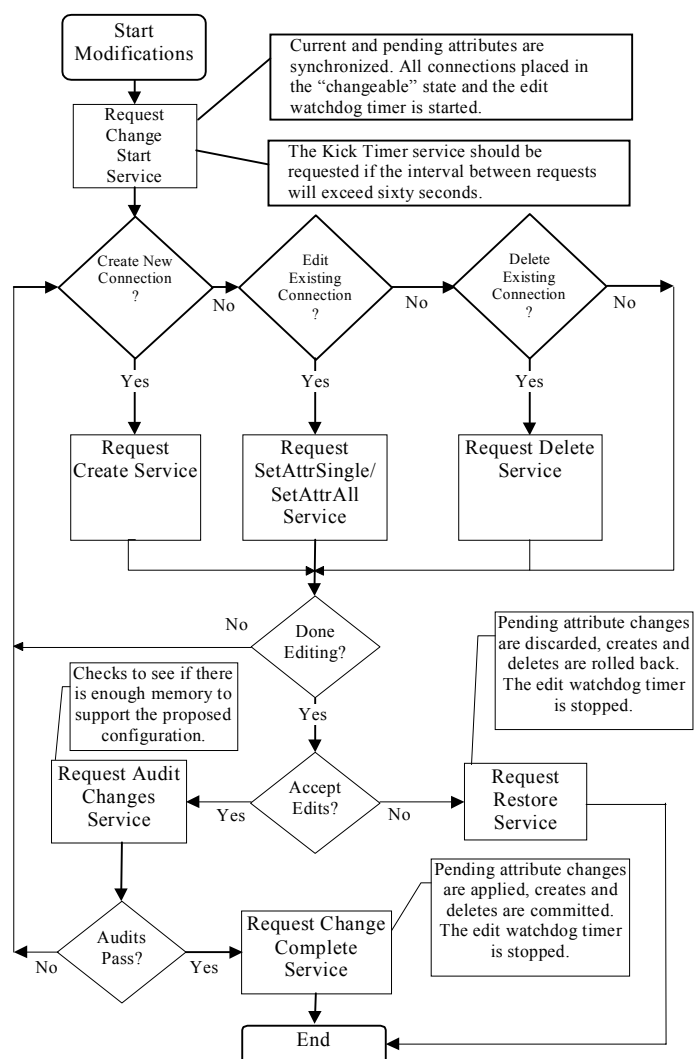 Start
Modifications
Current and pending attributes are
synchronized. All connections placed in
the “changeable” state and the edit
watchdog timer is started.
Request
Change
Start
Service
The Kick Timer service should be
requested if the interval between requests
will exceed sixty seconds.
Create New
Connection
?
No
Edit
Existing
Connection
?
No
Delete
Existing
Connection
?
No
Yes
Yes
Yes
Request
Create Service
Request
SetAttrSingle/
SetAttrAll
Service
Request Delete
Service
No
Done
Editing?
Yes
Pending attribute changes
are discarded, creates and
deletes are rolled back.
The edit watchdog timer
is stopped.
Checks to see if there
is enough memory to
support the proposed
configuration.
Request Audit
Changes
Service
Yes
Accept
Edits?
No
Request
Restore
Service
Pending attribute changes
are applied, creates and
deletes are committed.
The edit watchdog timer
is stopped.
No
Audits
Pass?
Yes
Request Change
Complete
Service
End